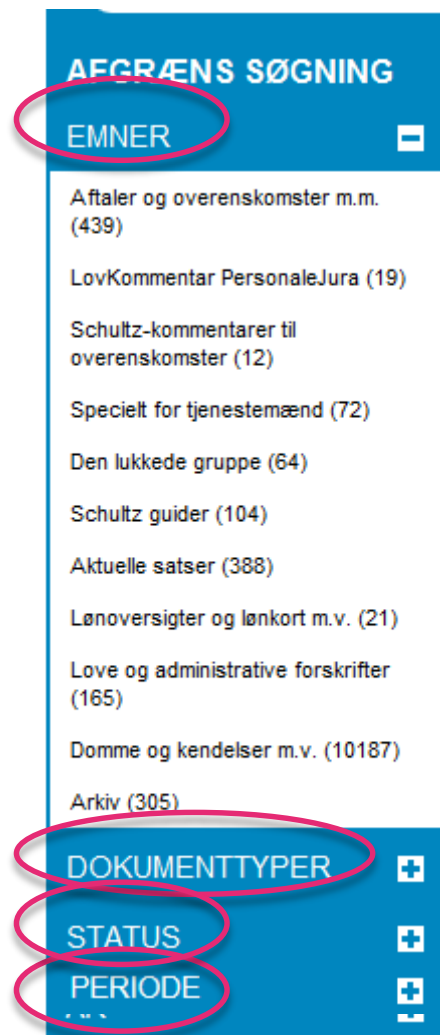 AFGRÆNS SØGNING
EMNER
Aftaler og overenskomster m.m.
(439)
LovKommentar PersonaleJura (19)
Schultz-kommentarer til
overenskomster (12)
Specielt for tjenestemænd (72)
Den lukkede gruppe (64)
Schultz guider (104)
Aktuelle satser (388)
Lønoversigter og lønkort m.v. (21)
Love og administrative forskrifter
(165)
Domme og kendelser m.v. (10187)
Arkiv (305)
DOKUMENTTYPER
STATUS
PERIODE